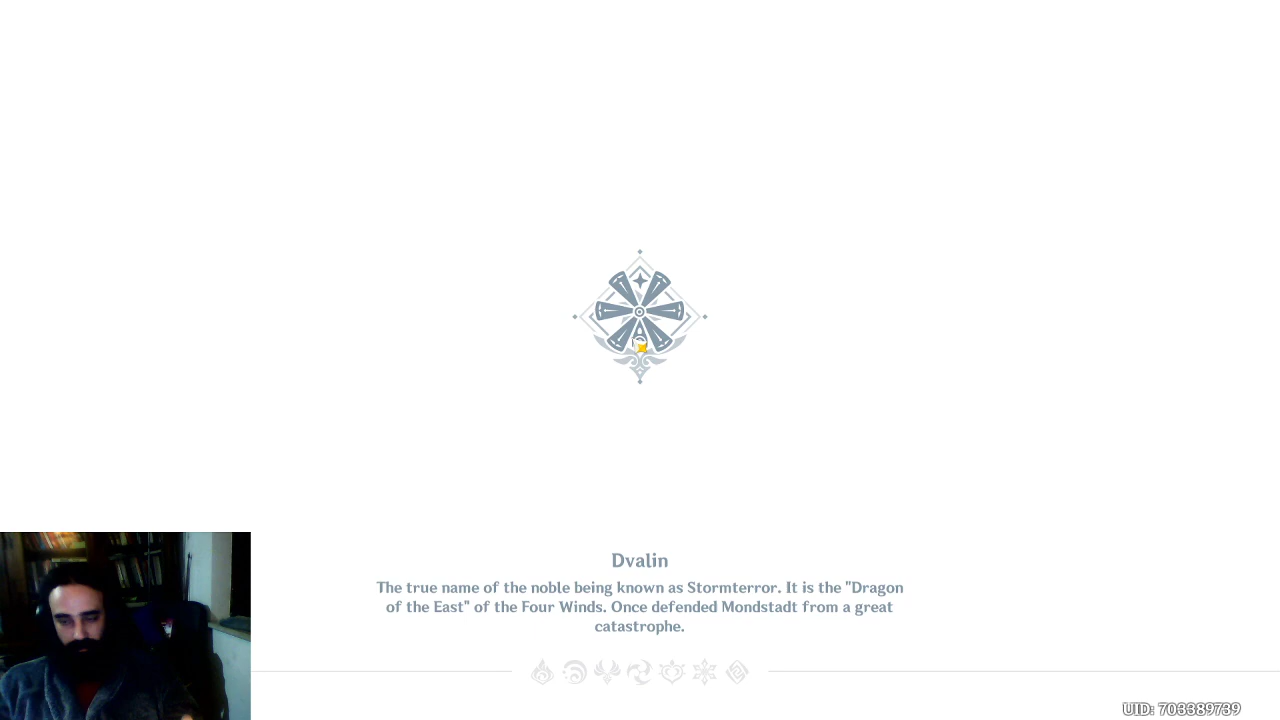 Dvalin
The true name of the noble being known as Stormterror. It is the "Dragon
of the East" of the Four Winds. Once defended Mondstadt from a great
catastrophe.
UID: 703389739